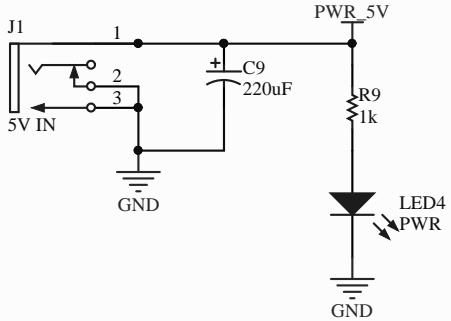 PWR_5V
J1
1
2
3
5V IN
C9
220uF
GND
R9
1k
LED4
PWR
GND